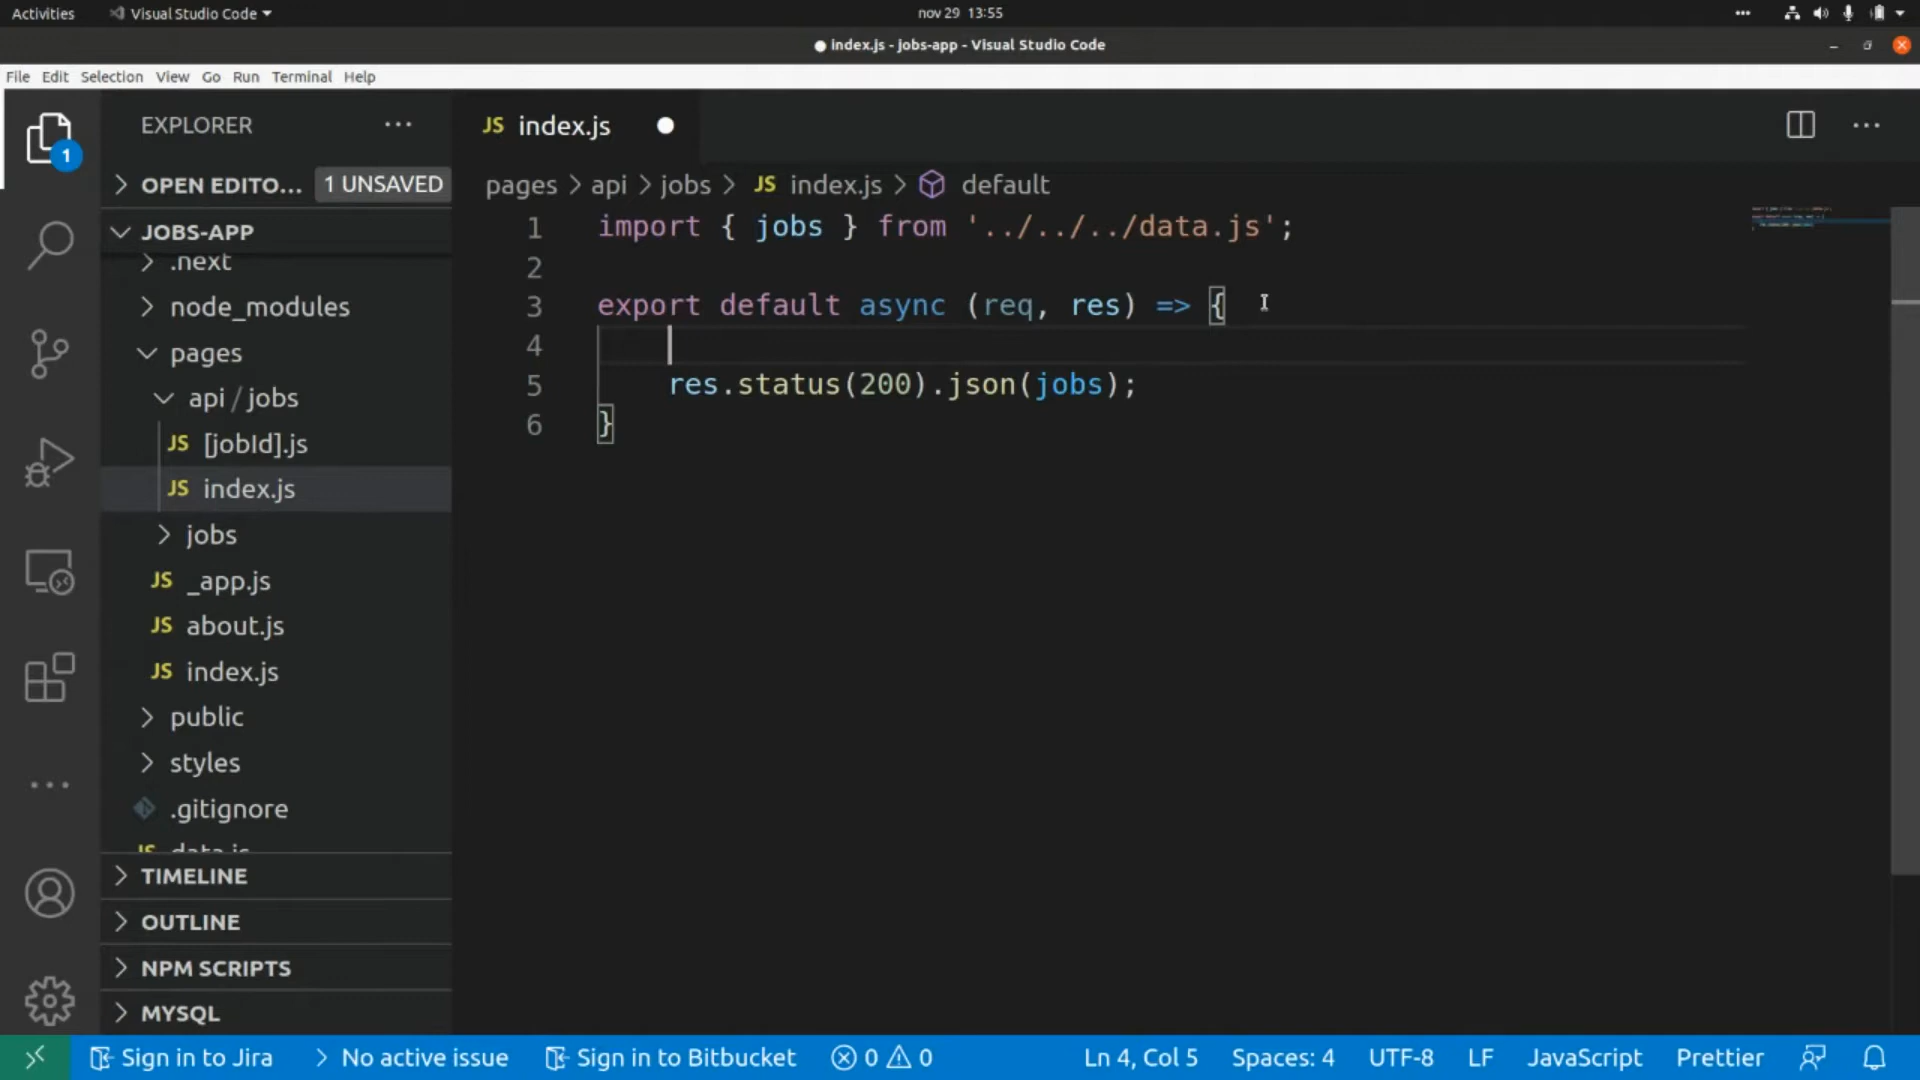 Activities Visual Studio Code nov 29 13:55
index.js - jobs-app - Visual Studio Code
File Edit Selection View Go Run Terminal Help
EXPLORER
1
OPEN EDITO... 1 UNSAVED
JOBS-APP
.next
node_modules
pages
api / jobs
JS [jobId].js
JS index.js
jobs
JS _app.js
JS about.js
JS index.js
public
styles
.gitignore
JS data.js
TIMELINE
OUTLINE
NPM SCRIPTS
MYSQL
JS index.js
pages > api > jobs > JS index.js > default
1 import { jobs } from '../../../data.js';
2
3 export default async (req, res) => {
4
5 res.status(200).json(jobs);
6 }
Sign in to Jira > No active issue Sign in to Bitbucket 0 0 Ln 4, Col 5 Spaces: 4 UTF-8 LF JavaScript Prettier